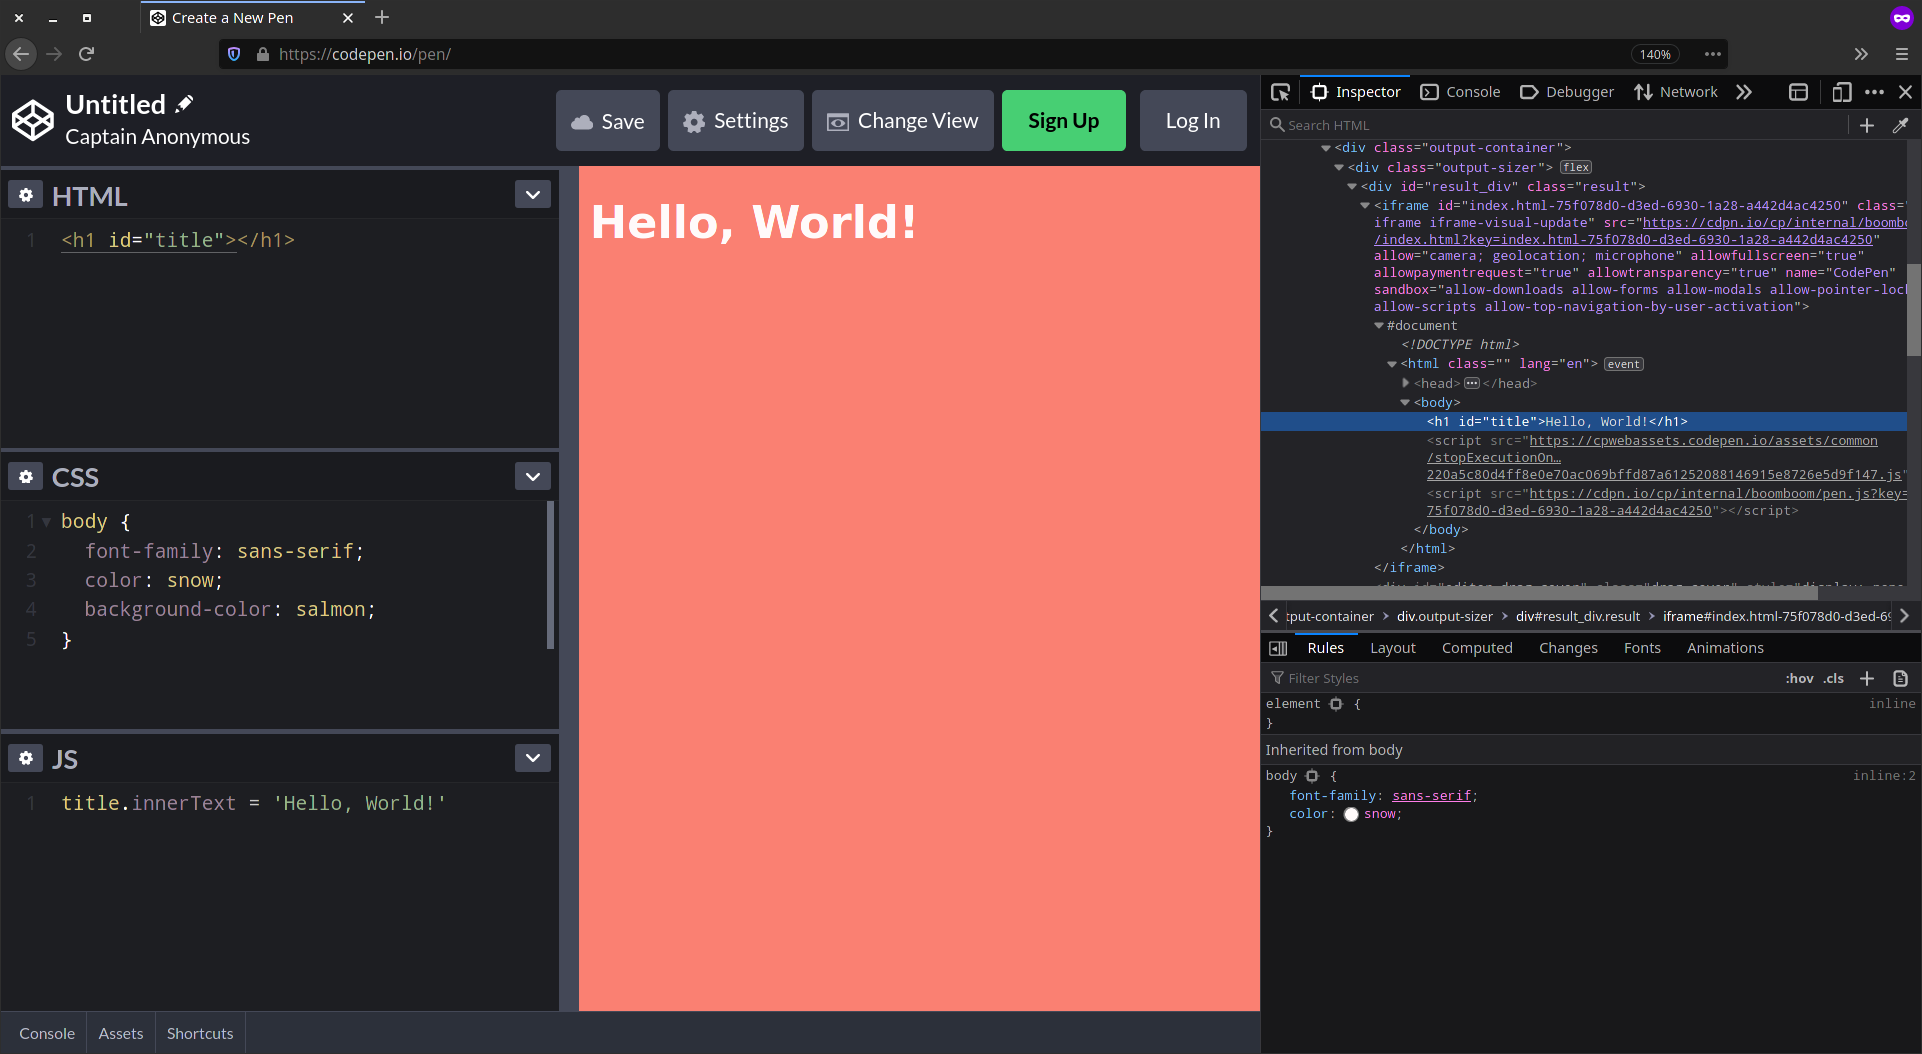 Create a New Pen
https://codepen.io/pen/
140%
Untitled
Captain Anonymous
Save
Settings
Change View
Sign Up
Log In
HTML
1 <h1 id="title"></h1>
CSS
1 body {
2 font-family: sans-serif;
3 color: snow;
4 background-color: salmon;
5 }
JS
1 title.innerText = 'Hello, World!'
Console
Assets
Shortcuts
Hello, World!
Inspector
Console
Debugger
Network
Search HTML
<div class="output-container">
<div class="output-sizer"> flex
<div id="result_div" class="result">
<iframe id="index.html-75f078d0-d3ed-6930-1a28-a442d4ac4250" class="
iframe iframe-visual-update" src="https://cdpn.io/cp/internal/boombo
/index.html?key=index.html-75f078d0-d3ed-6930-1a28-a442d4ac4250"
allow="camera; geolocation; microphone" allowfullscreen="true"
allowpaymentrequest="true" allowtransparency="true" name="CodePen"
sandbox="allow-downloads allow-forms allow-modals allow-pointer-lock
allow-scripts allow-top-navigation-by-user-activation">
#document
<!DOCTYPE html>
<html class="" lang="en"> event
<head> ••• </head>
<body>
<h1 id="title">Hello, World!</h1>
<script src="https://cpwebassets.codepen.io/assets/common
/stopExecutionOn…
220a5c80d4ff8e0e70ac069bffd87a61252088146915e8726e5d9f147.js"
<script src="https://cdpn.io/cp/internal/boomboom/pen.js?key=
75f078d0-d3ed-6930-1a28-a442d4ac4250"></script>
</body>
</html>
</iframe>
tput-container > div.output-sizer > div#result_div.result > iframe#index.html-75f078d0-d3ed-69
Rules
Layout
Computed
Changes
Fonts
Animations
Filter Styles
:hov .cls
element { inline
}
Inherited from body
body { inline:2
font-family: sans-serif;
color: snow;
}